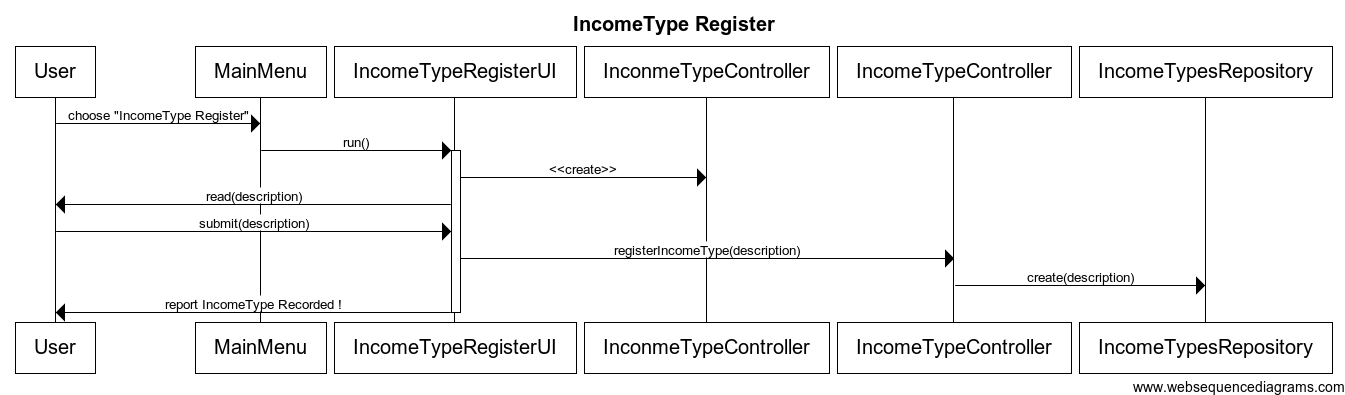 IncomeType Register
User
MainMenu
IncomeTypeRegisterUI
InconmeTypeController
IncomeTypeController
IncomeTypesRepository
choose "IncomeType Register"
run()
<<create>>
read(description)
submit(description)
registerIncomeType(description)
create(description)
report IncomeType Recorded !
User
MainMenu
IncomeTypeRegisterUI
InconmeTypeController
IncomeTypeController
IncomeTypesRepository
www.websequencediagrams.com